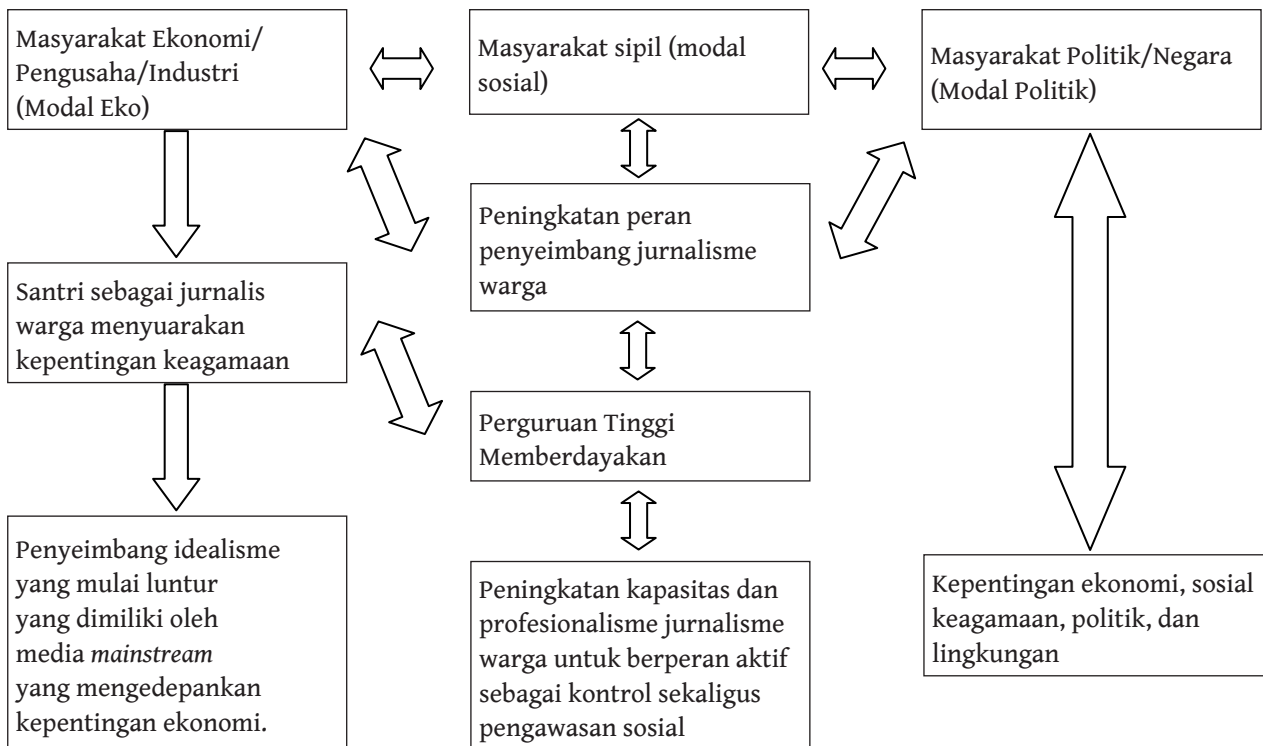 Masyarakat Ekonomi/
Pengusaha/Industri
(Modal Eko)
Masyarakat sipil (modal
sosial)
Masyarakat Politik/Negara
(Modal Politik)
Peningkatan peran
penyeimbang jurnalisme
warga
Santri sebagai jurnalis
warga menyuarakan
kepentingan keagamaan
Perguruan Tinggi
Memberdayakan
Penyeimbang idealisme
yang mulai luntur
yang dimiliki oleh
media mainstream
yang mengedepankan
kepentingan ekonomi.
Peningkatan kapasitas dan
profesionalisme jurnalisme
warga untuk berperan aktif
sebagai kontrol sekaligus
pengawasan sosial
Kepentingan ekonomi, sosial
keagamaan, politik, dan
lingkungan